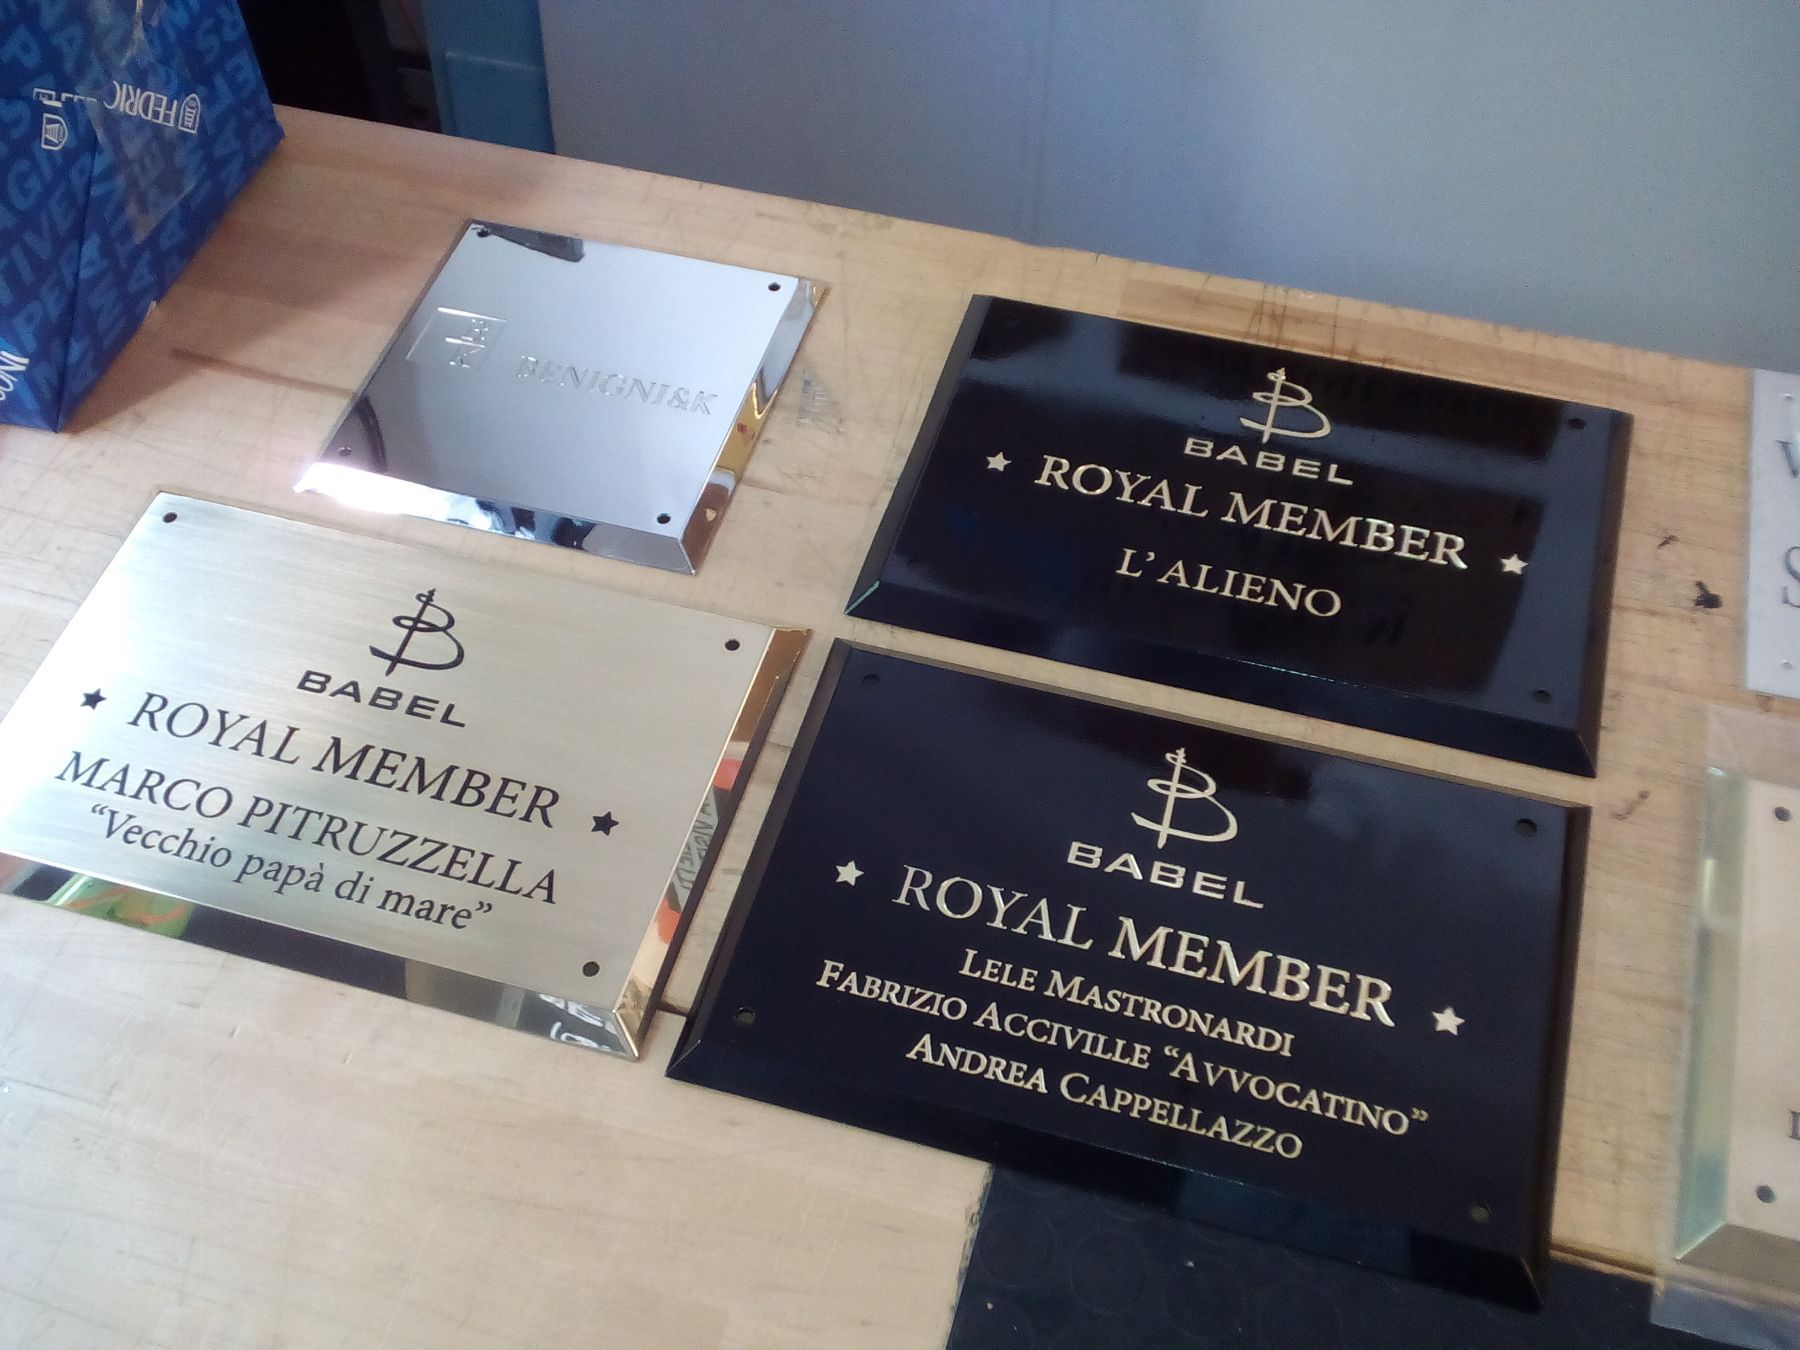 FEDRIC
B
K
BENIGNI&K
BABEL
★ ROYAL MEMBER ★
L'ALIENO
BABEL
★ ROYAL MEMBER ★
MARCO PITRUZZELLA
“Vecchio papà di mare”
BABEL
★ ROYAL MEMBER ★
LELE MASTRONARDI
FABRIZIO ACCIVILLE “AVVOCATINO”
ANDREA CAPPELLAZZO